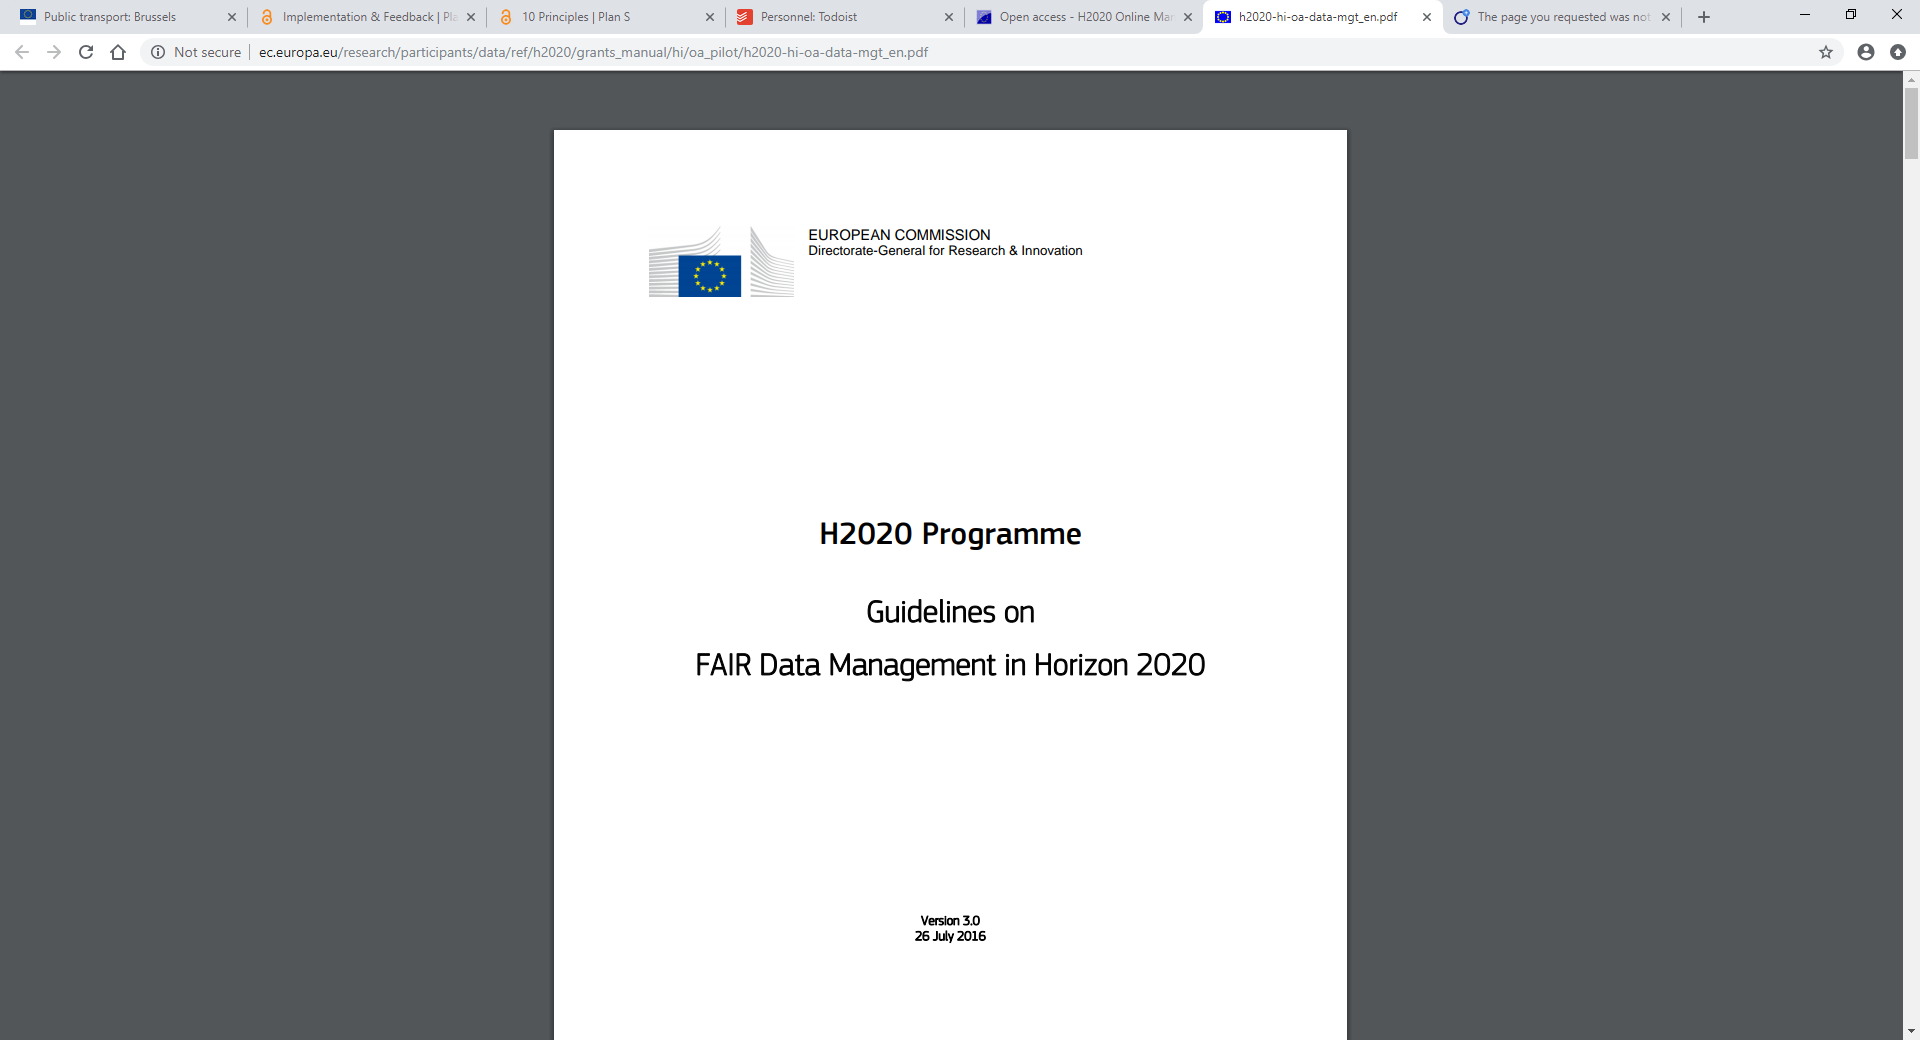 Public transport: Brussels
Implementation & Feedback | Pla
10 Principles | Plan S
Personnel: Todoist
Open access - H2020 Online Mar
h2020-hi-oa-data-mgt_en.pdf
The page you requested was not
Not secure
ec.europa.eu/research/participants/data/ref/h2020/grants_manual/hi/oa_pilot/h2020-hi-oa-data-mgt_en.pdf
EUROPEAN COMMISSION
Directorate-General for Research & Innovation
H2020 Programme
Guidelines on
FAIR Data Management in Horizon 2020
Version 3.0
26 July 2016